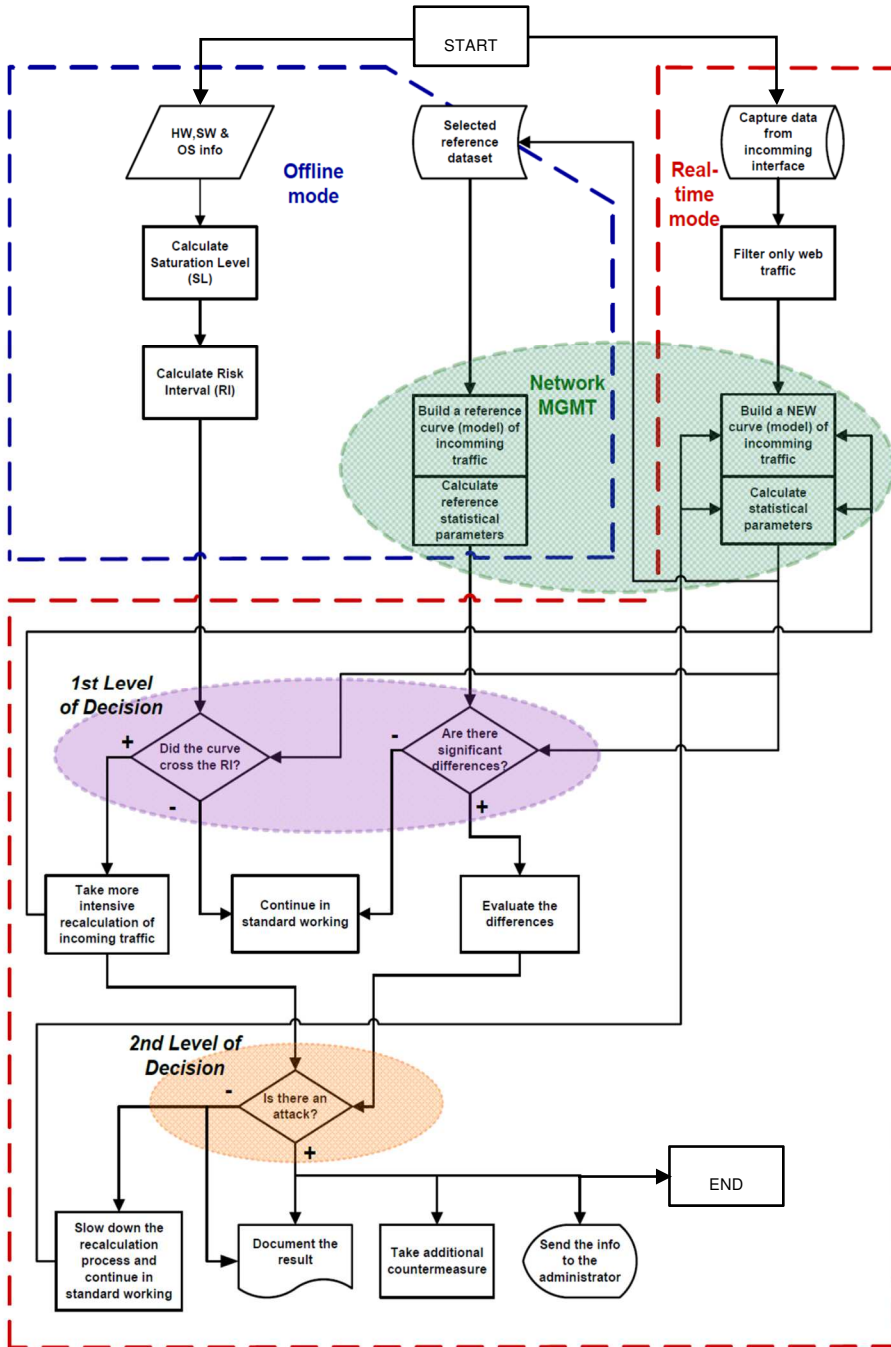 START
HW,SW &
OS info
Selected
reference
dataset
Capture data
from
incomming
interface
Offline
mode
Real-
time
mode
Calculate
Saturation Level
(SL)
Filter only web
traffic
Calculate Risk
Interval (RI)
Network
MGMT
Build a reference
curve (model) of
incomming
traffic
Build a NEW
curve (model) of
incomming
traffic
Calculate
reference
statistical
parameters
Calculate
statistical
parameters
1st Level
of Decision
+
Did the curve
cross the RI?
-
-
Are there
significant
differences?
+
Take more
intensive
recalculation of
incoming traffic
Continue in
standard working
Evaluate the
differences
2nd Level of
Decision
-
Is there an
attack?
+
END
Slow down the
recalculation
process and
continue in
standard working
Document the
result
Take additional
countermeasure
Send the info
to the
administrator